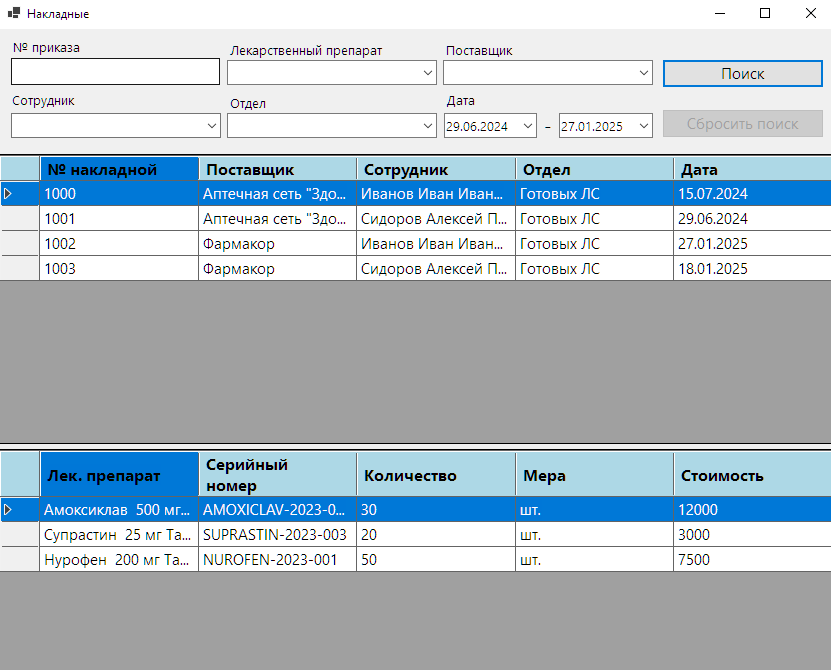 Накладные
№ приказа
Лекарственный препарат
Поставщик
Поиск
Сотрудник
Отдел
Дата
29.06.2024 – 27.01.2025
Сбросить поиск
№ накладной Поставщик Сотрудник Отдел Дата
1000 Аптечная сеть "Здо... Иванов Иван Иван... Готовых ЛС 15.07.2024
1001 Аптечная сеть "Здо... Сидоров Алексей П... Готовых ЛС 29.06.2024
1002 Фармакор Иванов Иван Иван... Готовых ЛС 27.01.2025
1003 Фармакор Сидоров Алексей П... Готовых ЛС 18.01.2025
Лек. препарат Серийный номер Количество Мера Стоимость
Амоксиклав 500 мг... AMOXICLAV-2023-0... 30 шт. 12000
Супрастин 25 мг Та... SUPRASTIN-2023-003 20 шт. 3000
Нурофен 200 мг Та... NUROFEN-2023-001 50 шт. 7500